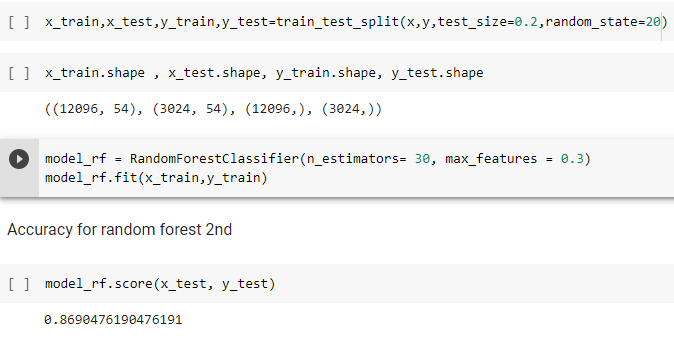 [ ] x_train,x_test,y_train,y_test=train_test_split(x,y,test_size=0.2,random_state=20)
[ ] x_train.shape , x_test.shape, y_train.shape, y_test.shape
((12096, 54), (3024, 54), (12096,), (3024,))
model_rf = RandomForestClassifier(n_estimators= 30, max_features = 0.3)
model_rf.fit(x_train,y_train)
Accuracy for random forest 2nd
[ ] model_rf.score(x_test, y_test)
0.8690476190476191